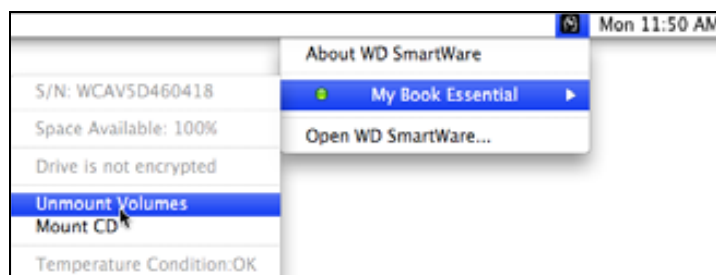 Mon 11:50 AM
About WD SmartWare
My Book Essential
Open WD SmartWare...
S/N: WCAV5D460418
Space Available: 100%
Drive is not encrypted
Unmount Volumes
Mount CD
Temperature Condition:OK